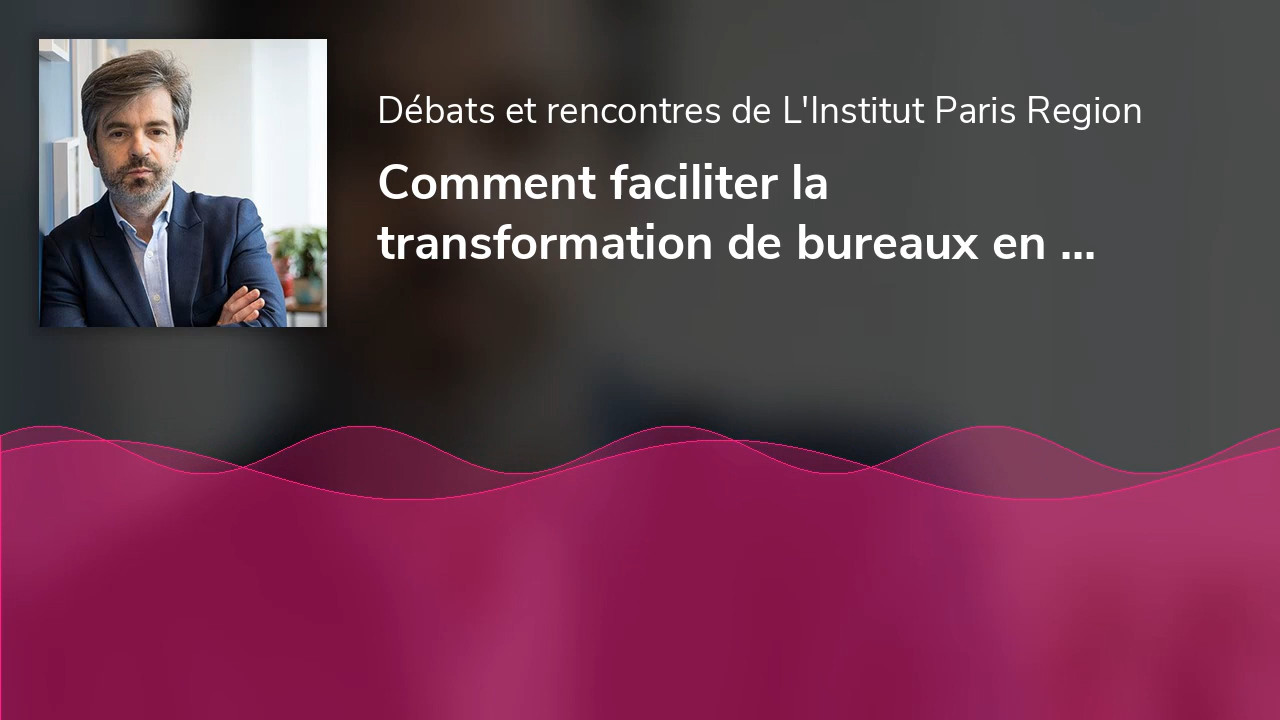 Débats et rencontres de L'Institut Paris Region
Comment faciliter la
transformation de bureaux en ...